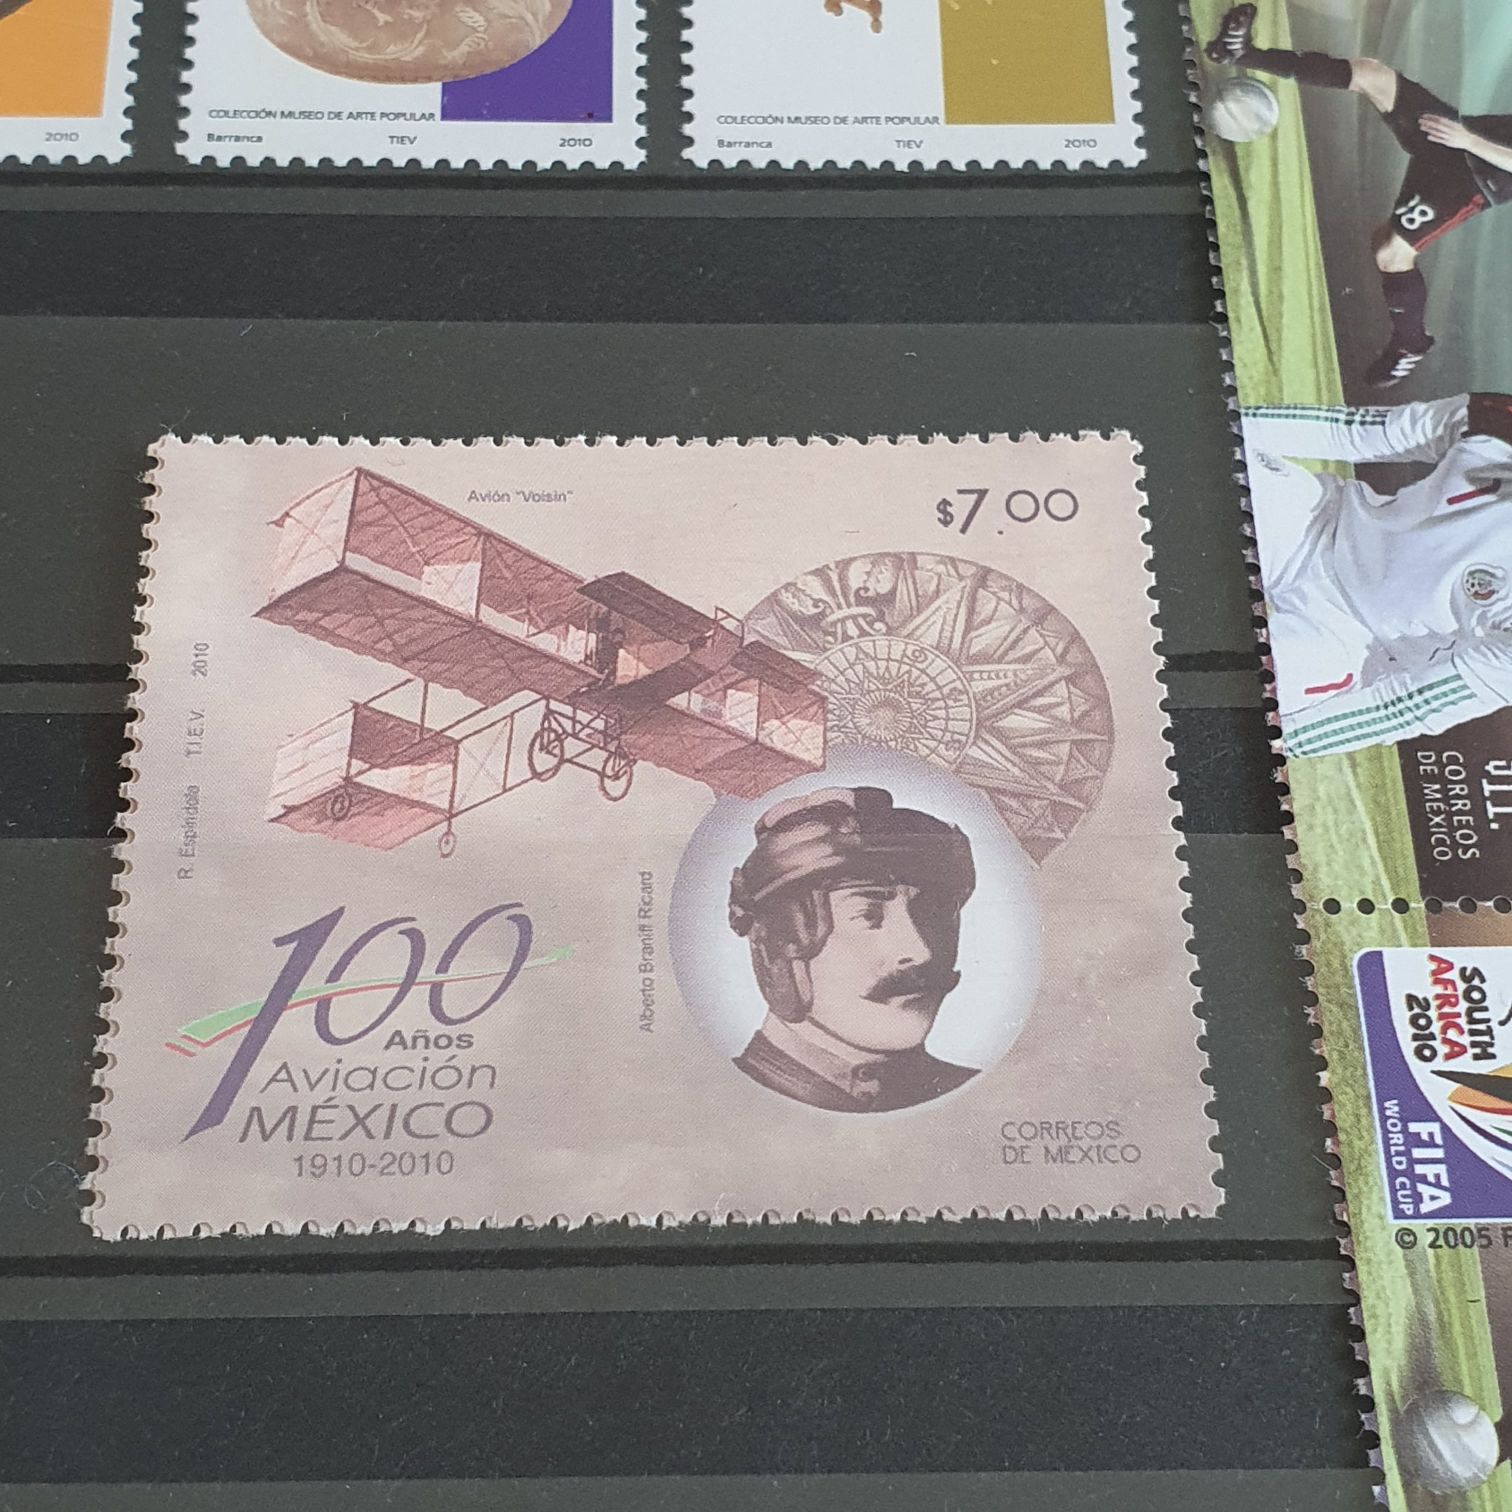 2010
COLECCIÓN MUSEO DE ARTE POPULAR
Barranca TIEV 2010
COLECCIÓN MUSEO DE ARTE POPULAR
Barranca TIEV 2010
18
Avión "Voisin"
$7.00
R. Espindola T.I.E.V. 2010
Alberto Braniff Ricard
100
Años
Aviación
MÉXICO
1910-2010
CORREOS
DE MÉXICO
CORREOS
DE MÉXICO
SOUTH
AFRICA
2010
FIFA
WORLD CUP
© 2005